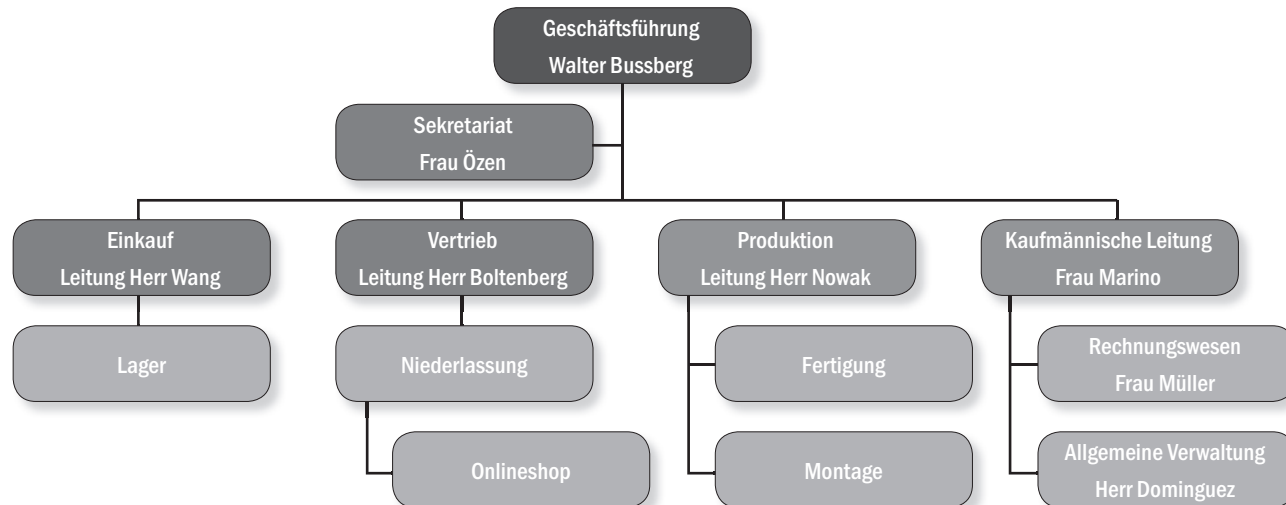 Geschäftsführung
Walter Bussberg
Sekretariat
Frau Özen
Einkauf
Leitung Herr Wang
Vertrieb
Leitung Herr Boltenberg
Produktion
Leitung Herr Nowak
Kaufmännische Leitung
Frau Marino
Lager
Niederlassung
Fertigung
Rechnungswesen
Frau Müller
Onlineshop
Montage
Allgemeine Verwaltung
Herr Dominguez